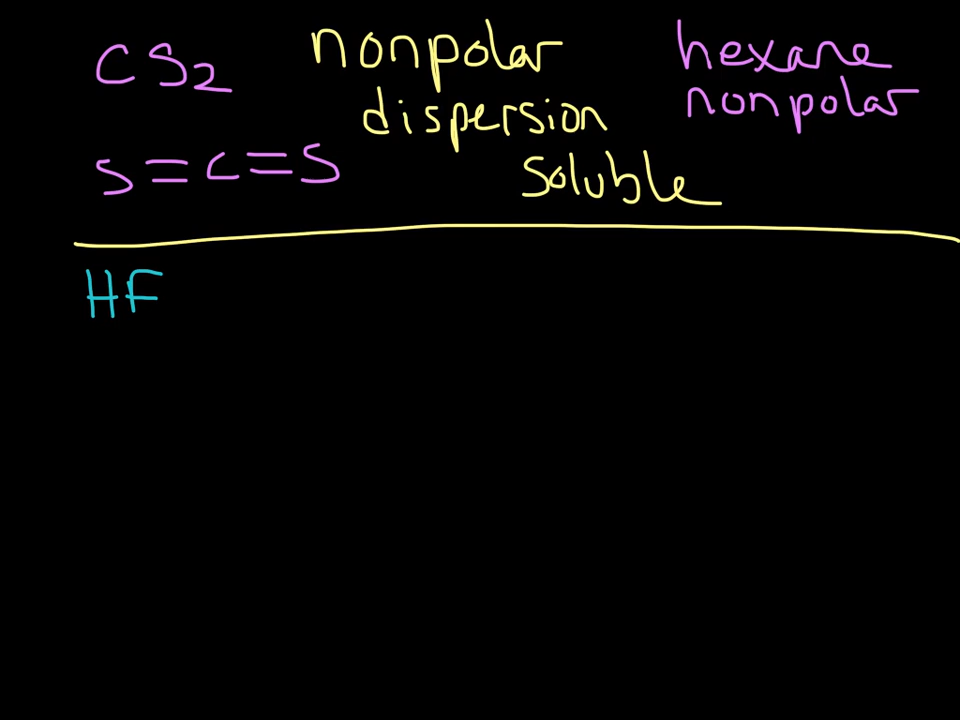 CS2 nonpolar hexane
dispersion nonpolar
S=C=S soluble
HF